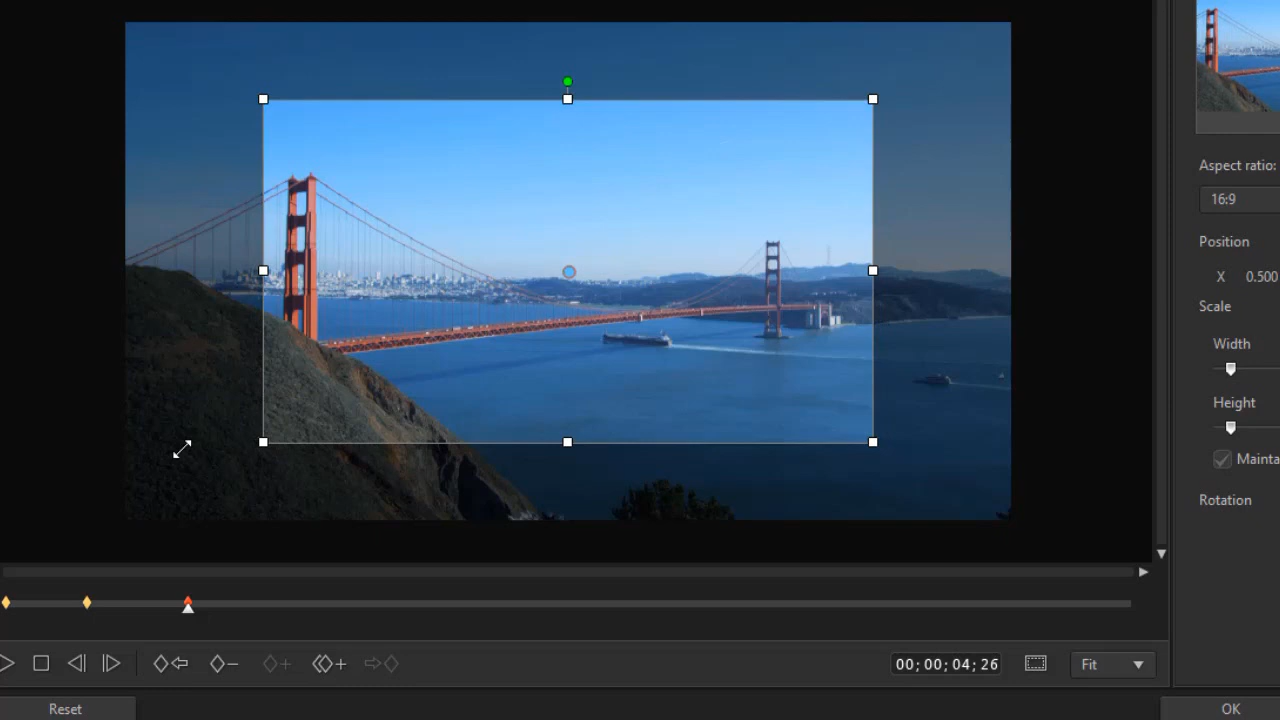 Aspect ratio:
16:9
Position
X 0.500
Scale
Width
Height
Mainta
Rotation
00; 00; 04; 26
Fit
Reset
OK